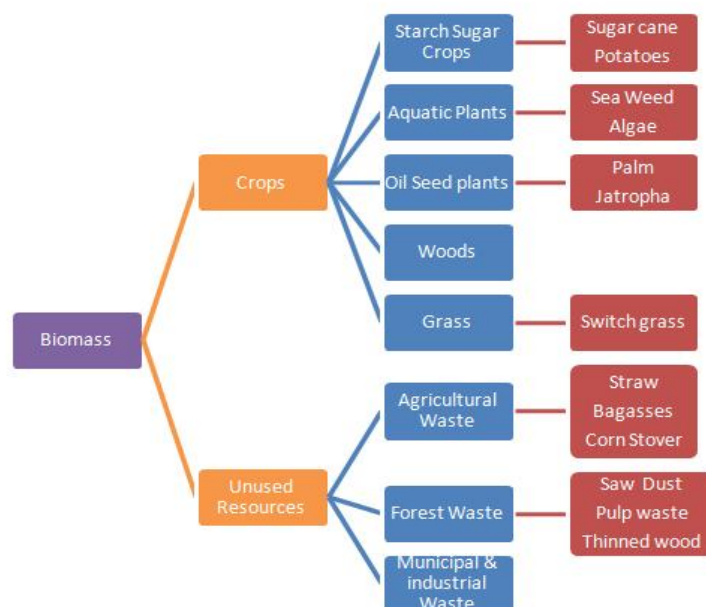 Biomass
Crops
Starch Sugar
Crops
Sugar cane
Potatoes
Aquatic Plants
Sea Weed
Algae
Oil Seed plants
Palm
Jatropha
Woods
Grass
Switch grass
Unused
Resources
Agricultural
Waste
Straw
Bagasses
Corn Stover
Forest Waste
Saw Dust
Pulp waste
Thinned wood
Municipal &
industrial
Waste